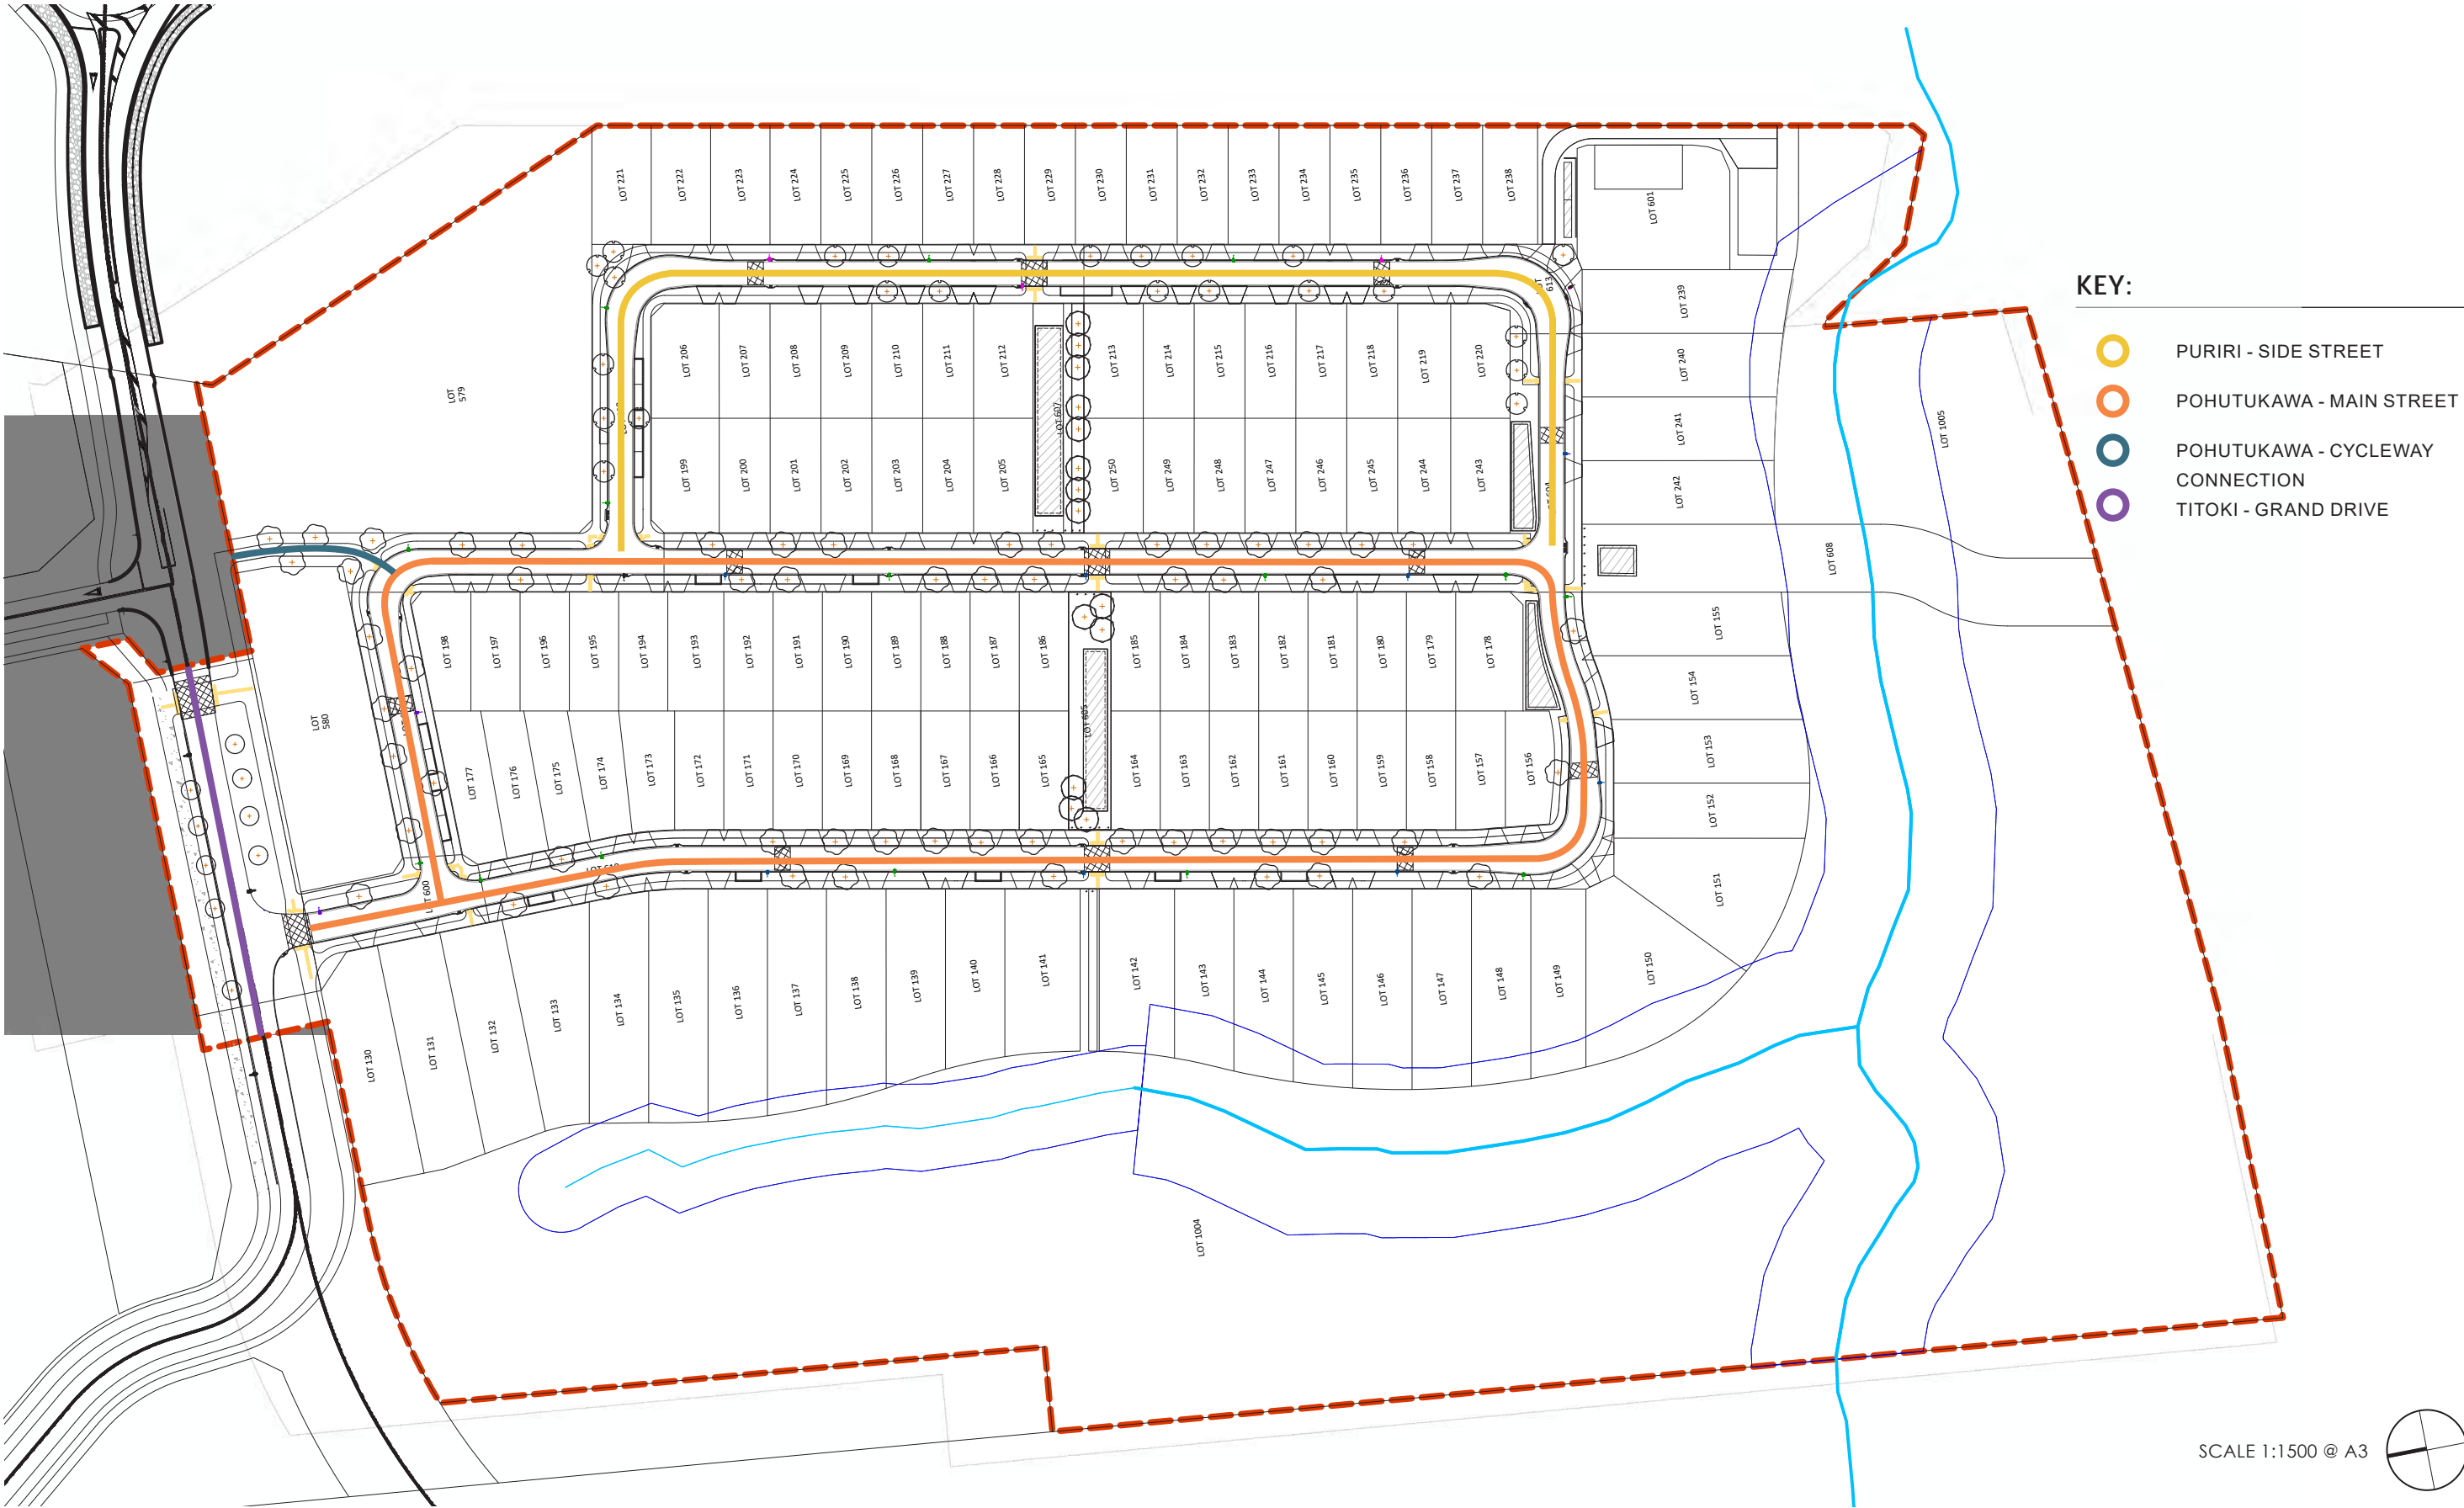 LOT 221
LOT 222
LOT 223
LOT 224
LOT 225
LOT 226
LOT 227
LOT 228
LOT 229
LOT 230
LOT 231
LOT 232
LOT 233
LOT 234
LOT 235
LOT 236
LOT 237
LOT 238
LOT 601
LOT
613
LOT 239
LOT 240
LOT 241
LOT 242
KEY:
PURIRI - SIDE STREET
POHUTUKAWA - MAIN STREET
POHUTUKAWA - CYCLEWAY
CONNECTION
TITOKI - GRAND DRIVE
LOT
579
LOT 206
LOT 207
LOT 208
LOT 209
LOT 210
LOT 211
LOT 212
LOT 607
LOT 213
LOT 214
LOT 215
LOT 216
LOT 217
LOT 218
LOT 219
LOT 220
LOT 1005
LOT 199
LOT 200
LOT 201
LOT 202
LOT 203
LOT 204
LOT 205
LOT 250
LOT 249
LOT 248
LOT 247
LOT 246
LOT 245
LOT 244
LOT 243
LOT 608
LOT 198
LOT 197
LOT 196
LOT 195
LOT 194
LOT 193
LOT 192
LOT 191
LOT 190
LOT 189
LOT 188
LOT 187
LOT 186
LOT 185
LOT 184
LOT 183
LOT 182
LOT 181
LOT 180
LOT 179
LOT 178
LOT 155
LOT 154
LOT 153
LOT 152
LOT 151
LOT 150
LOT
580
LOT 177
LOT 176
LOT 175
LOT 174
LOT 173
LOT 172
LOT 171
LOT 170
LOT 169
LOT 168
LOT 167
LOT 166
LOT 165
LOT 605
LOT 164
LOT 163
LOT 162
LOT 161
LOT 160
LOT 159
LOT 158
LOT 157
LOT 156
LOT 600
LOT 130
LOT 131
LOT 132
LOT 133
LOT 134
LOT 135
LOT 136
LOT 137
LOT 138
LOT 139
LOT 140
LOT 141
LOT 142
LOT 143
LOT 144
LOT 145
LOT 146
LOT 147
LOT 148
LOT 149
LOT 1004
SCALE 1:1500 @ A3